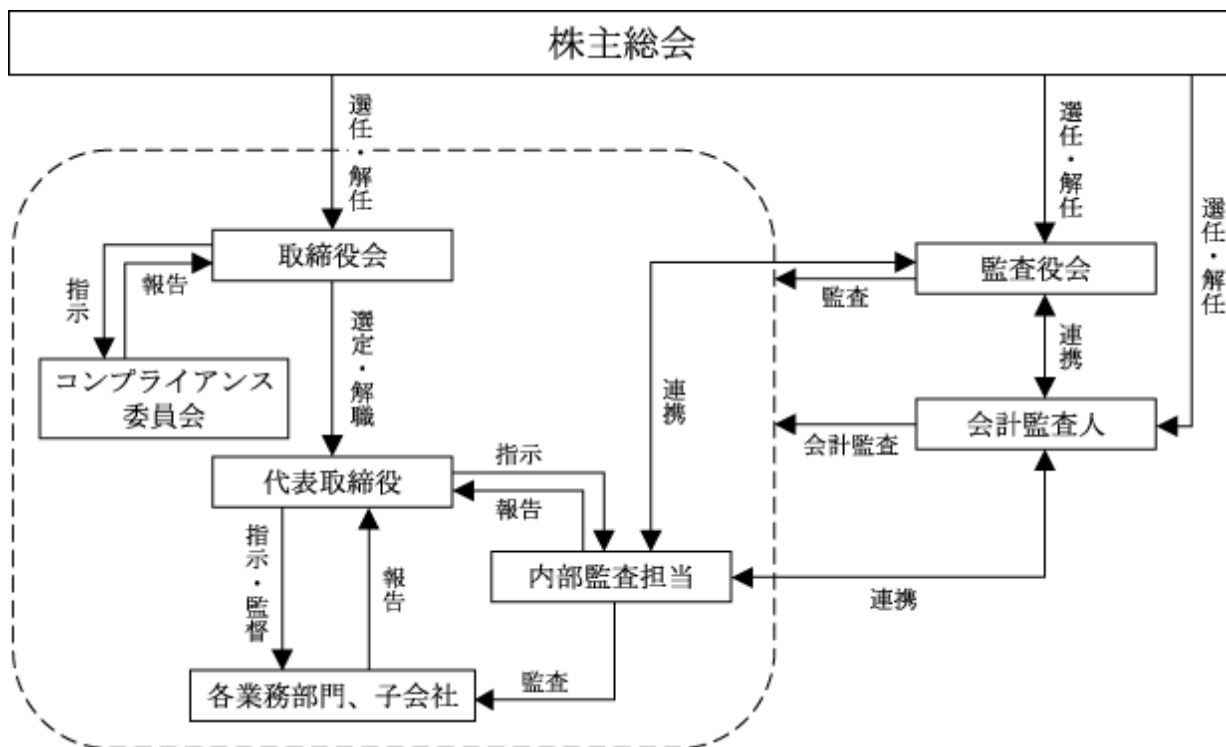 株主総会
選任・解任
選任・解任
選任・解任
取締役会
監査役会
指示
報告
監査
選定・解職
連携
連携
コンプライアンス
委員会
会計監査人
会計監査
代表取締役
指示
報告
指示・監督
報告
内部監査担当
連携
各業務部門、子会社
監査